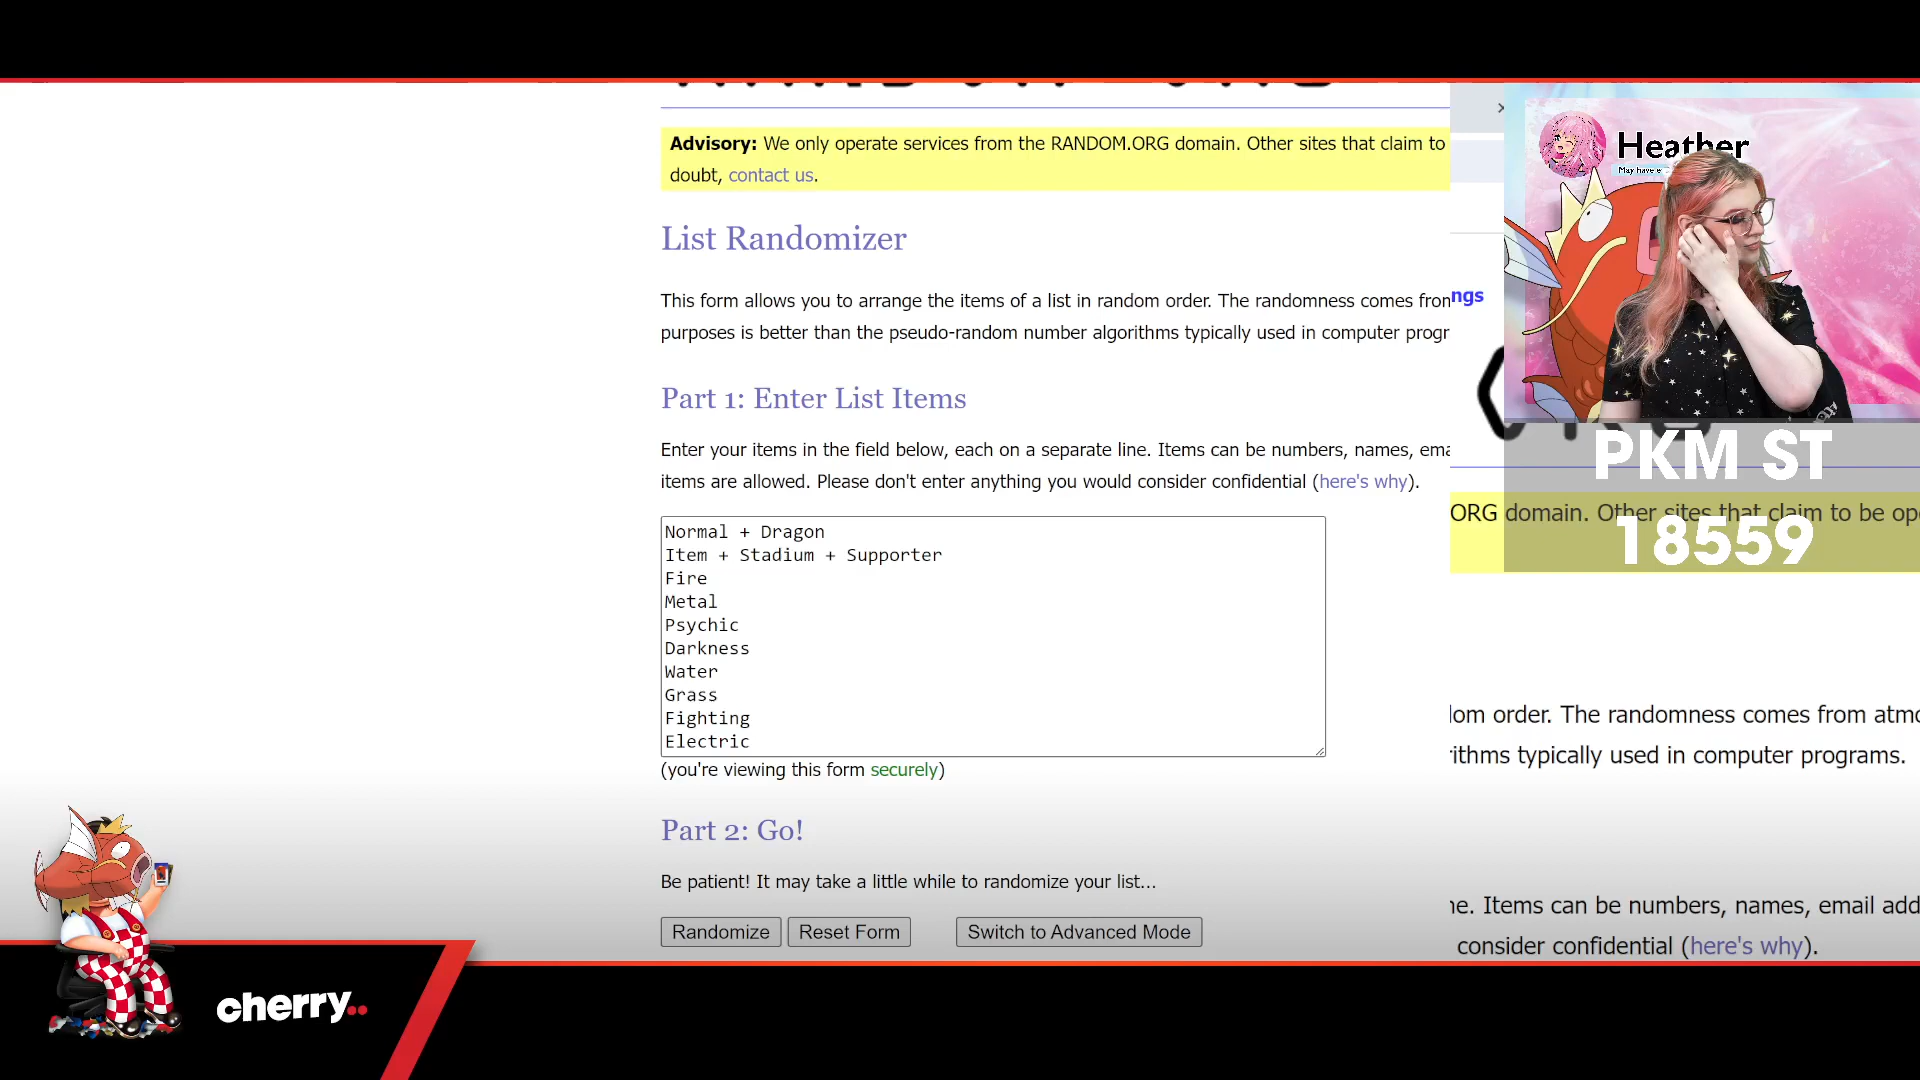 Advisory: We only operate services from the RANDOM.ORG domain. Other sites that claim to
doubt, contact us.
List Randomizer
This form allows you to arrange the items of a list in random order. The randomness comes from
purposes is better than the pseudo-random number algorithms typically used in computer progr
Part 1: Enter List Items
Enter your items in the field below, each on a separate line. Items can be numbers, names, ema
items are allowed. Please don't enter anything you would consider confidential (here's why).
Normal + Dragon
Item + Stadium + Supporter
Fire
Metal
Psychic
Darkness
Water
Grass
Fighting
Electric
(you're viewing this form securely)
Part 2: Go!
Be patient! It may take a little while to randomize your list...
Randomize Reset Form Switch to Advanced Mode
cherry..
Heather
May have e
ngs
PKM ST
ORG domain. Other sites that claim to be op
18559
dom order. The randomness comes from atmo
rithms typically used in computer programs.
ne. Items can be numbers, names, email add
consider confidential (here's why).